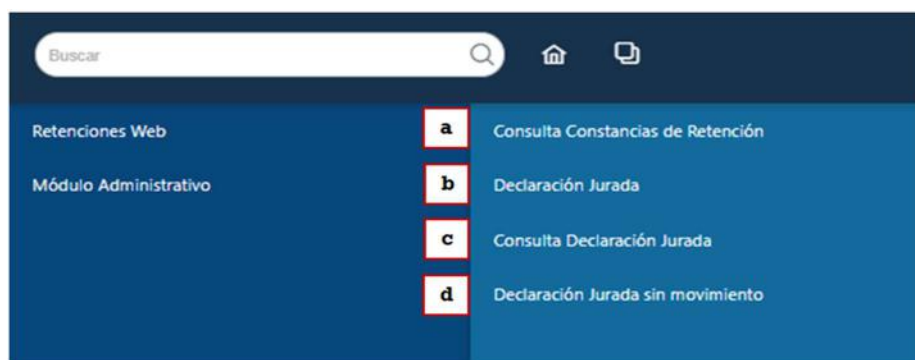 Buscar
Retenciones Web
a
Consulta Constancias de Retención
Módulo Administrativo
b
Declaración Jurada
c
Consulta Declaración Jurada
d
Declaración Jurada sin movimiento